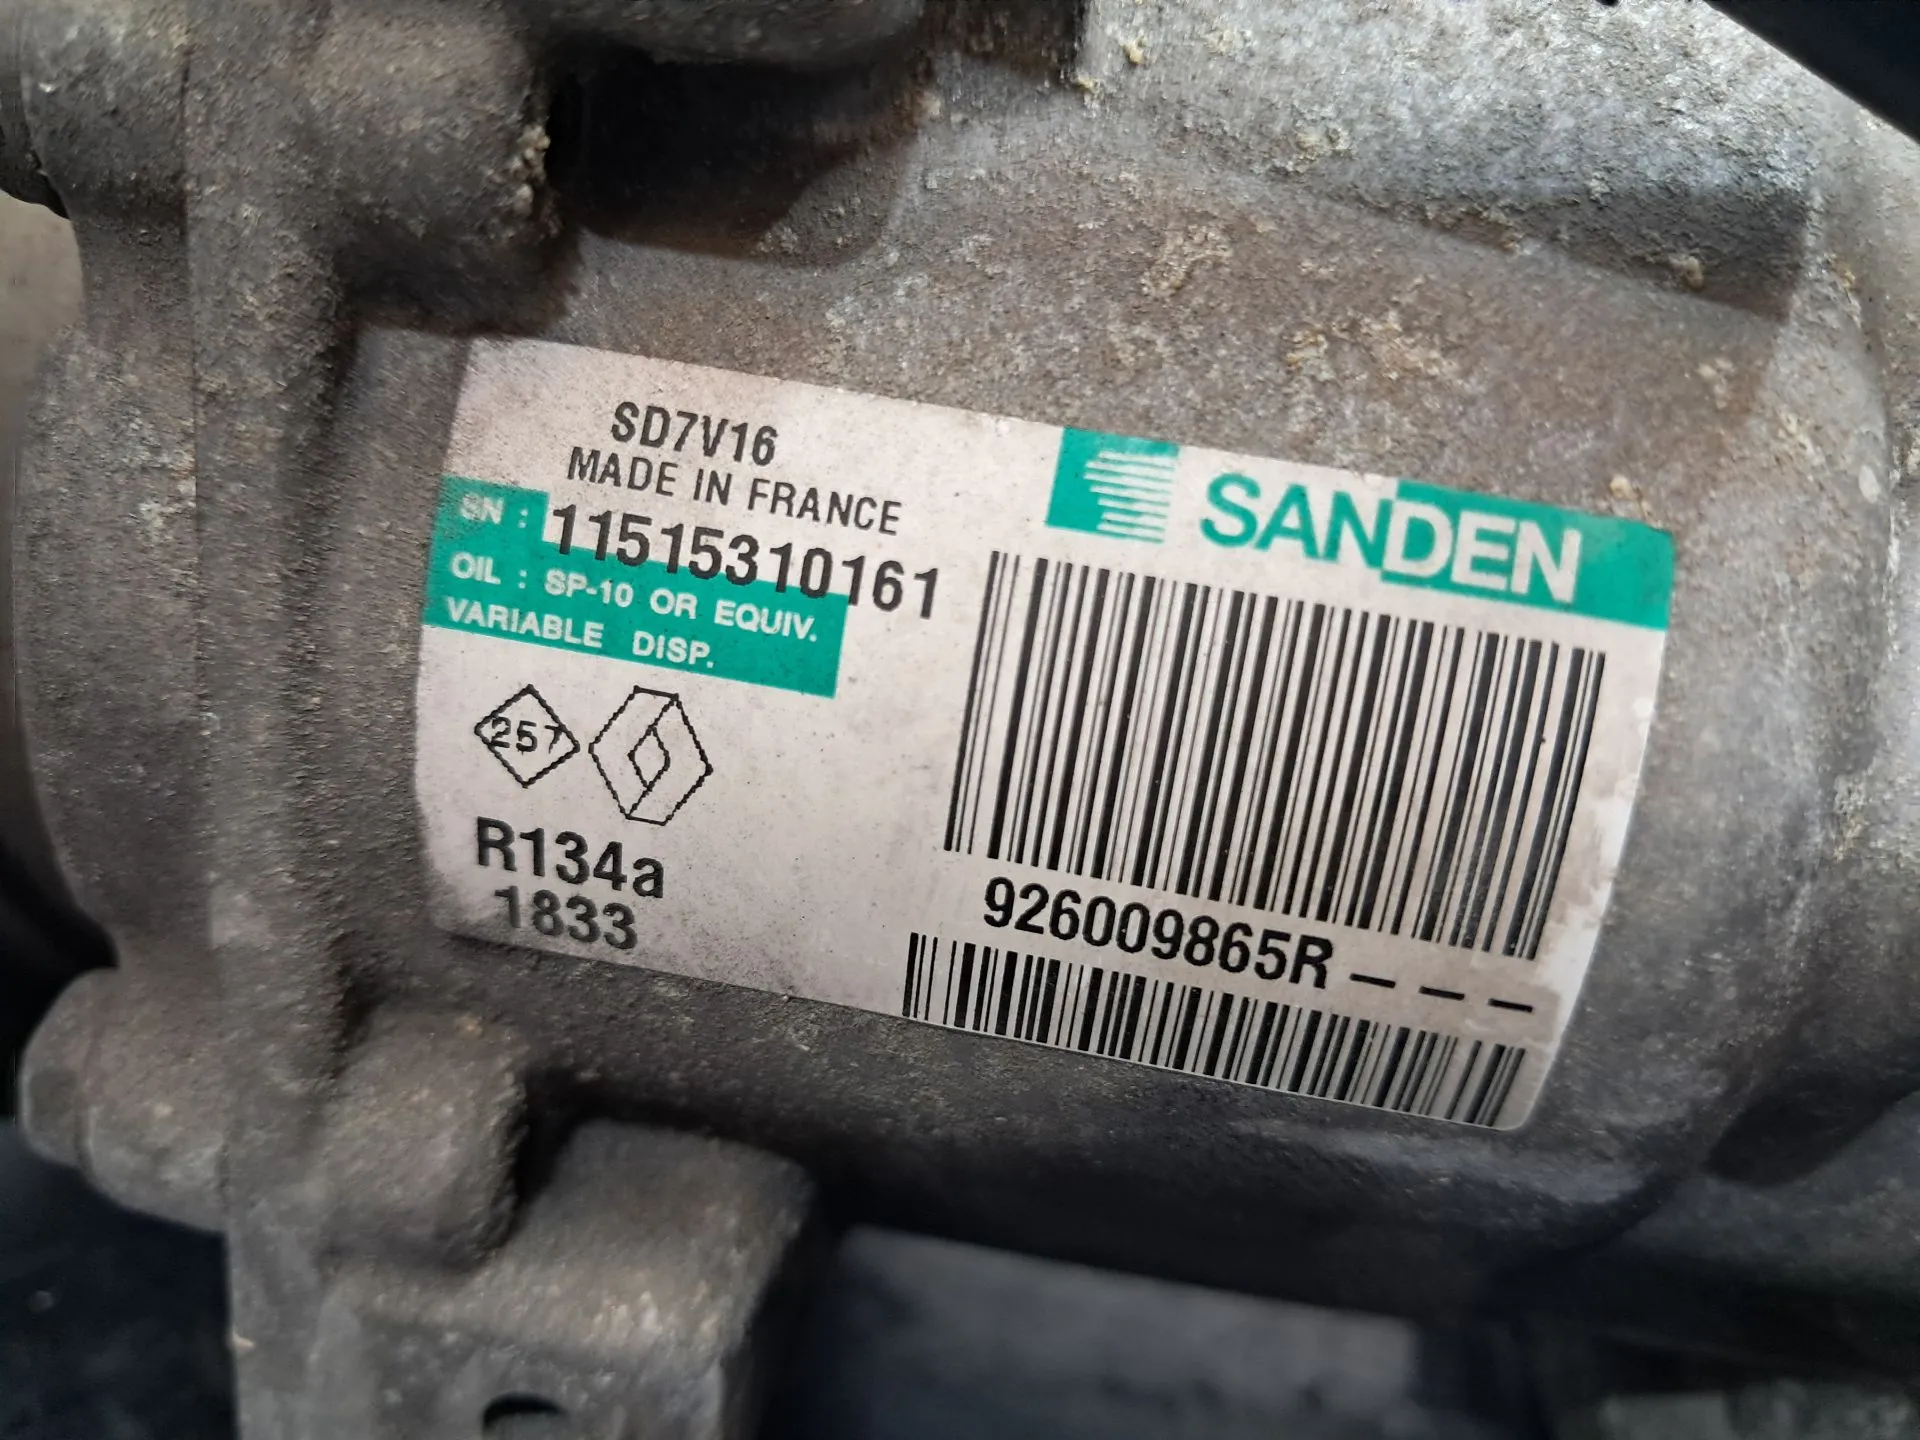 SD7V16
MADE IN FRANCE
SANDEN
SN : 11515310161
OIL : SP-10 OR EQUIV.
VARIABLE DISP.
257
R134a
1833
926009865R – – –